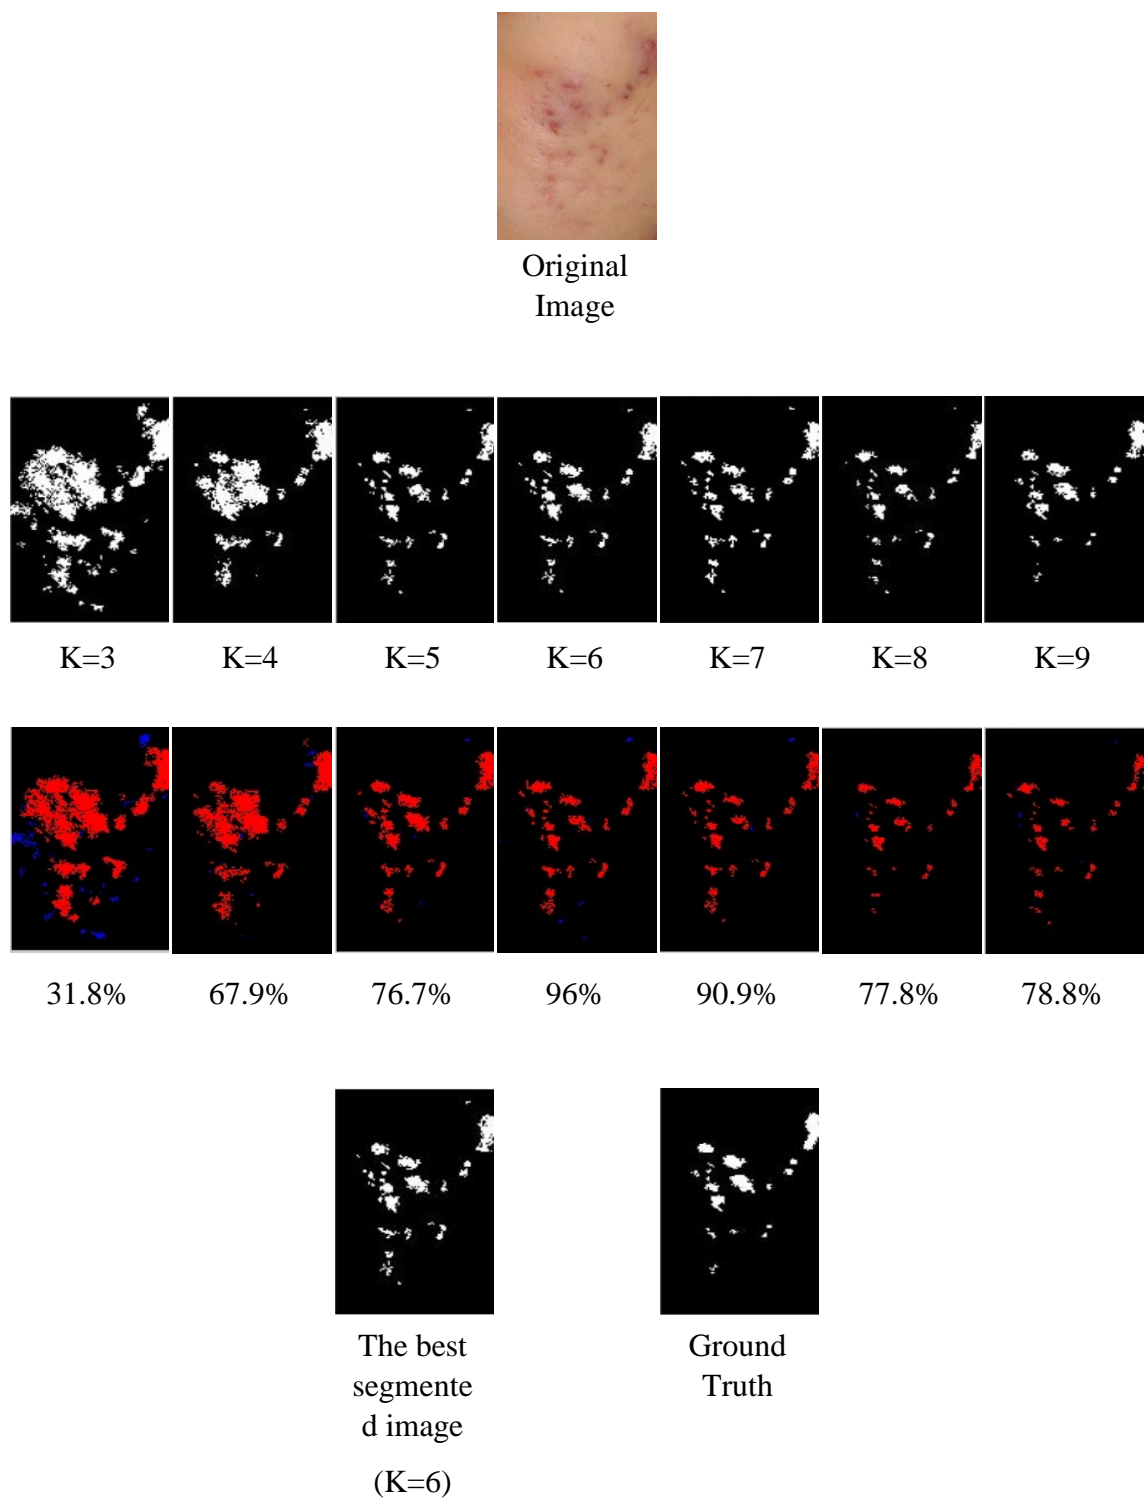 Original
Image
K=3 K=4 K=5 K=6 K=7 K=8 K=9
31.8% 67.9% 76.7% 96% 90.9% 77.8% 78.8%
The best
segmente
d image
(K=6)
Ground
Truth